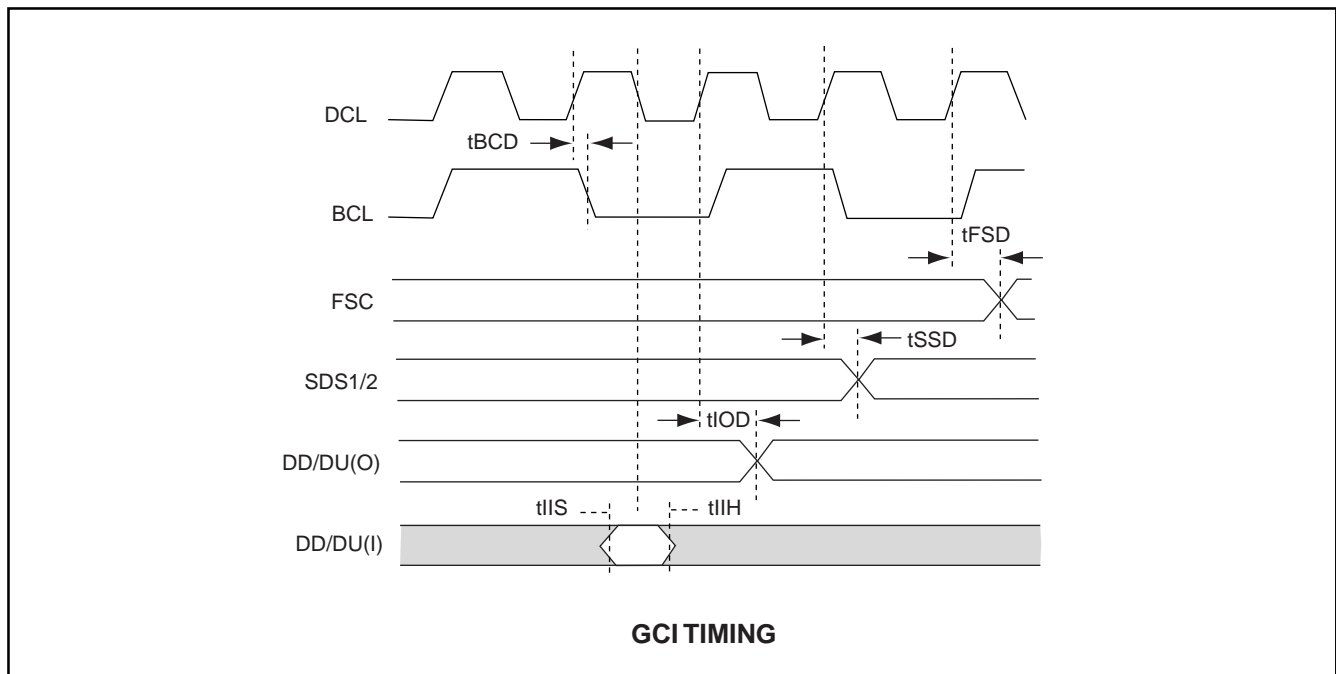 DCL
tBCD
BCL
tFSD
FSC
tSSD
SDS1/2
tIOD
DD/DU(O)
tIIS tIIH
DD/DU(I)
GCI TIMING